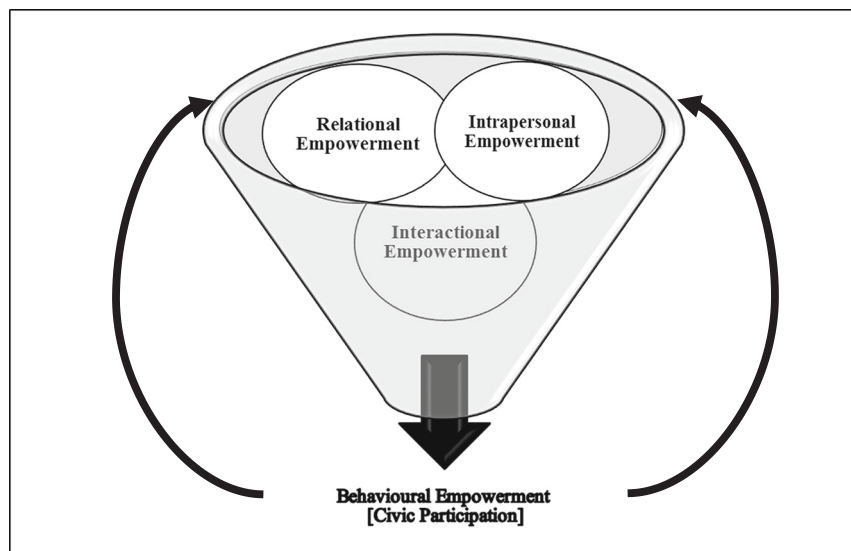 Relational
Empowerment
Intrapersonal
Empowerment
Interactional
Empowerment
Behavioural Empowerment
[Civic Participation]